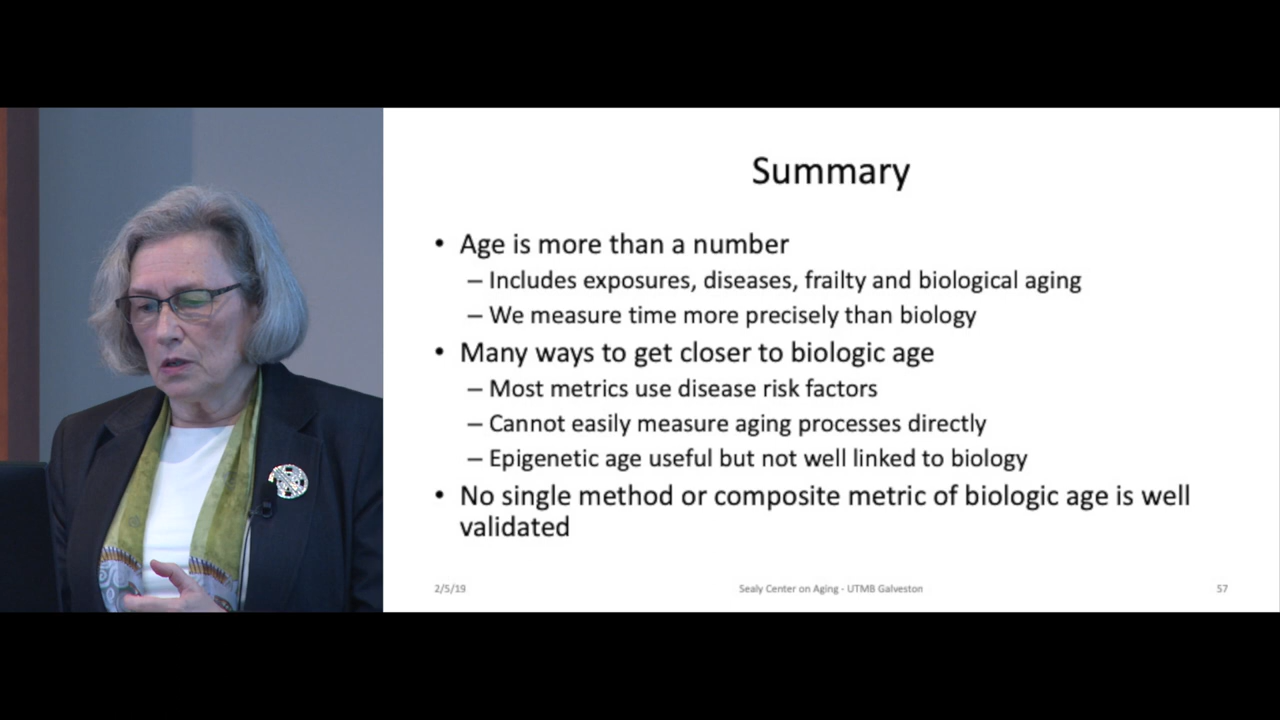 Summary
• Age is more than a number
– Includes exposures, diseases, frailty and biological aging
– We measure time more precisely than biology
• Many ways to get closer to biologic age
– Most metrics use disease risk factors
– Cannot easily measure aging processes directly
– Epigenetic age useful but not well linked to biology
• No single method or composite metric of biologic age is well
validated
2/5/19
Sealy Center on Aging - UTMB Galveston
57